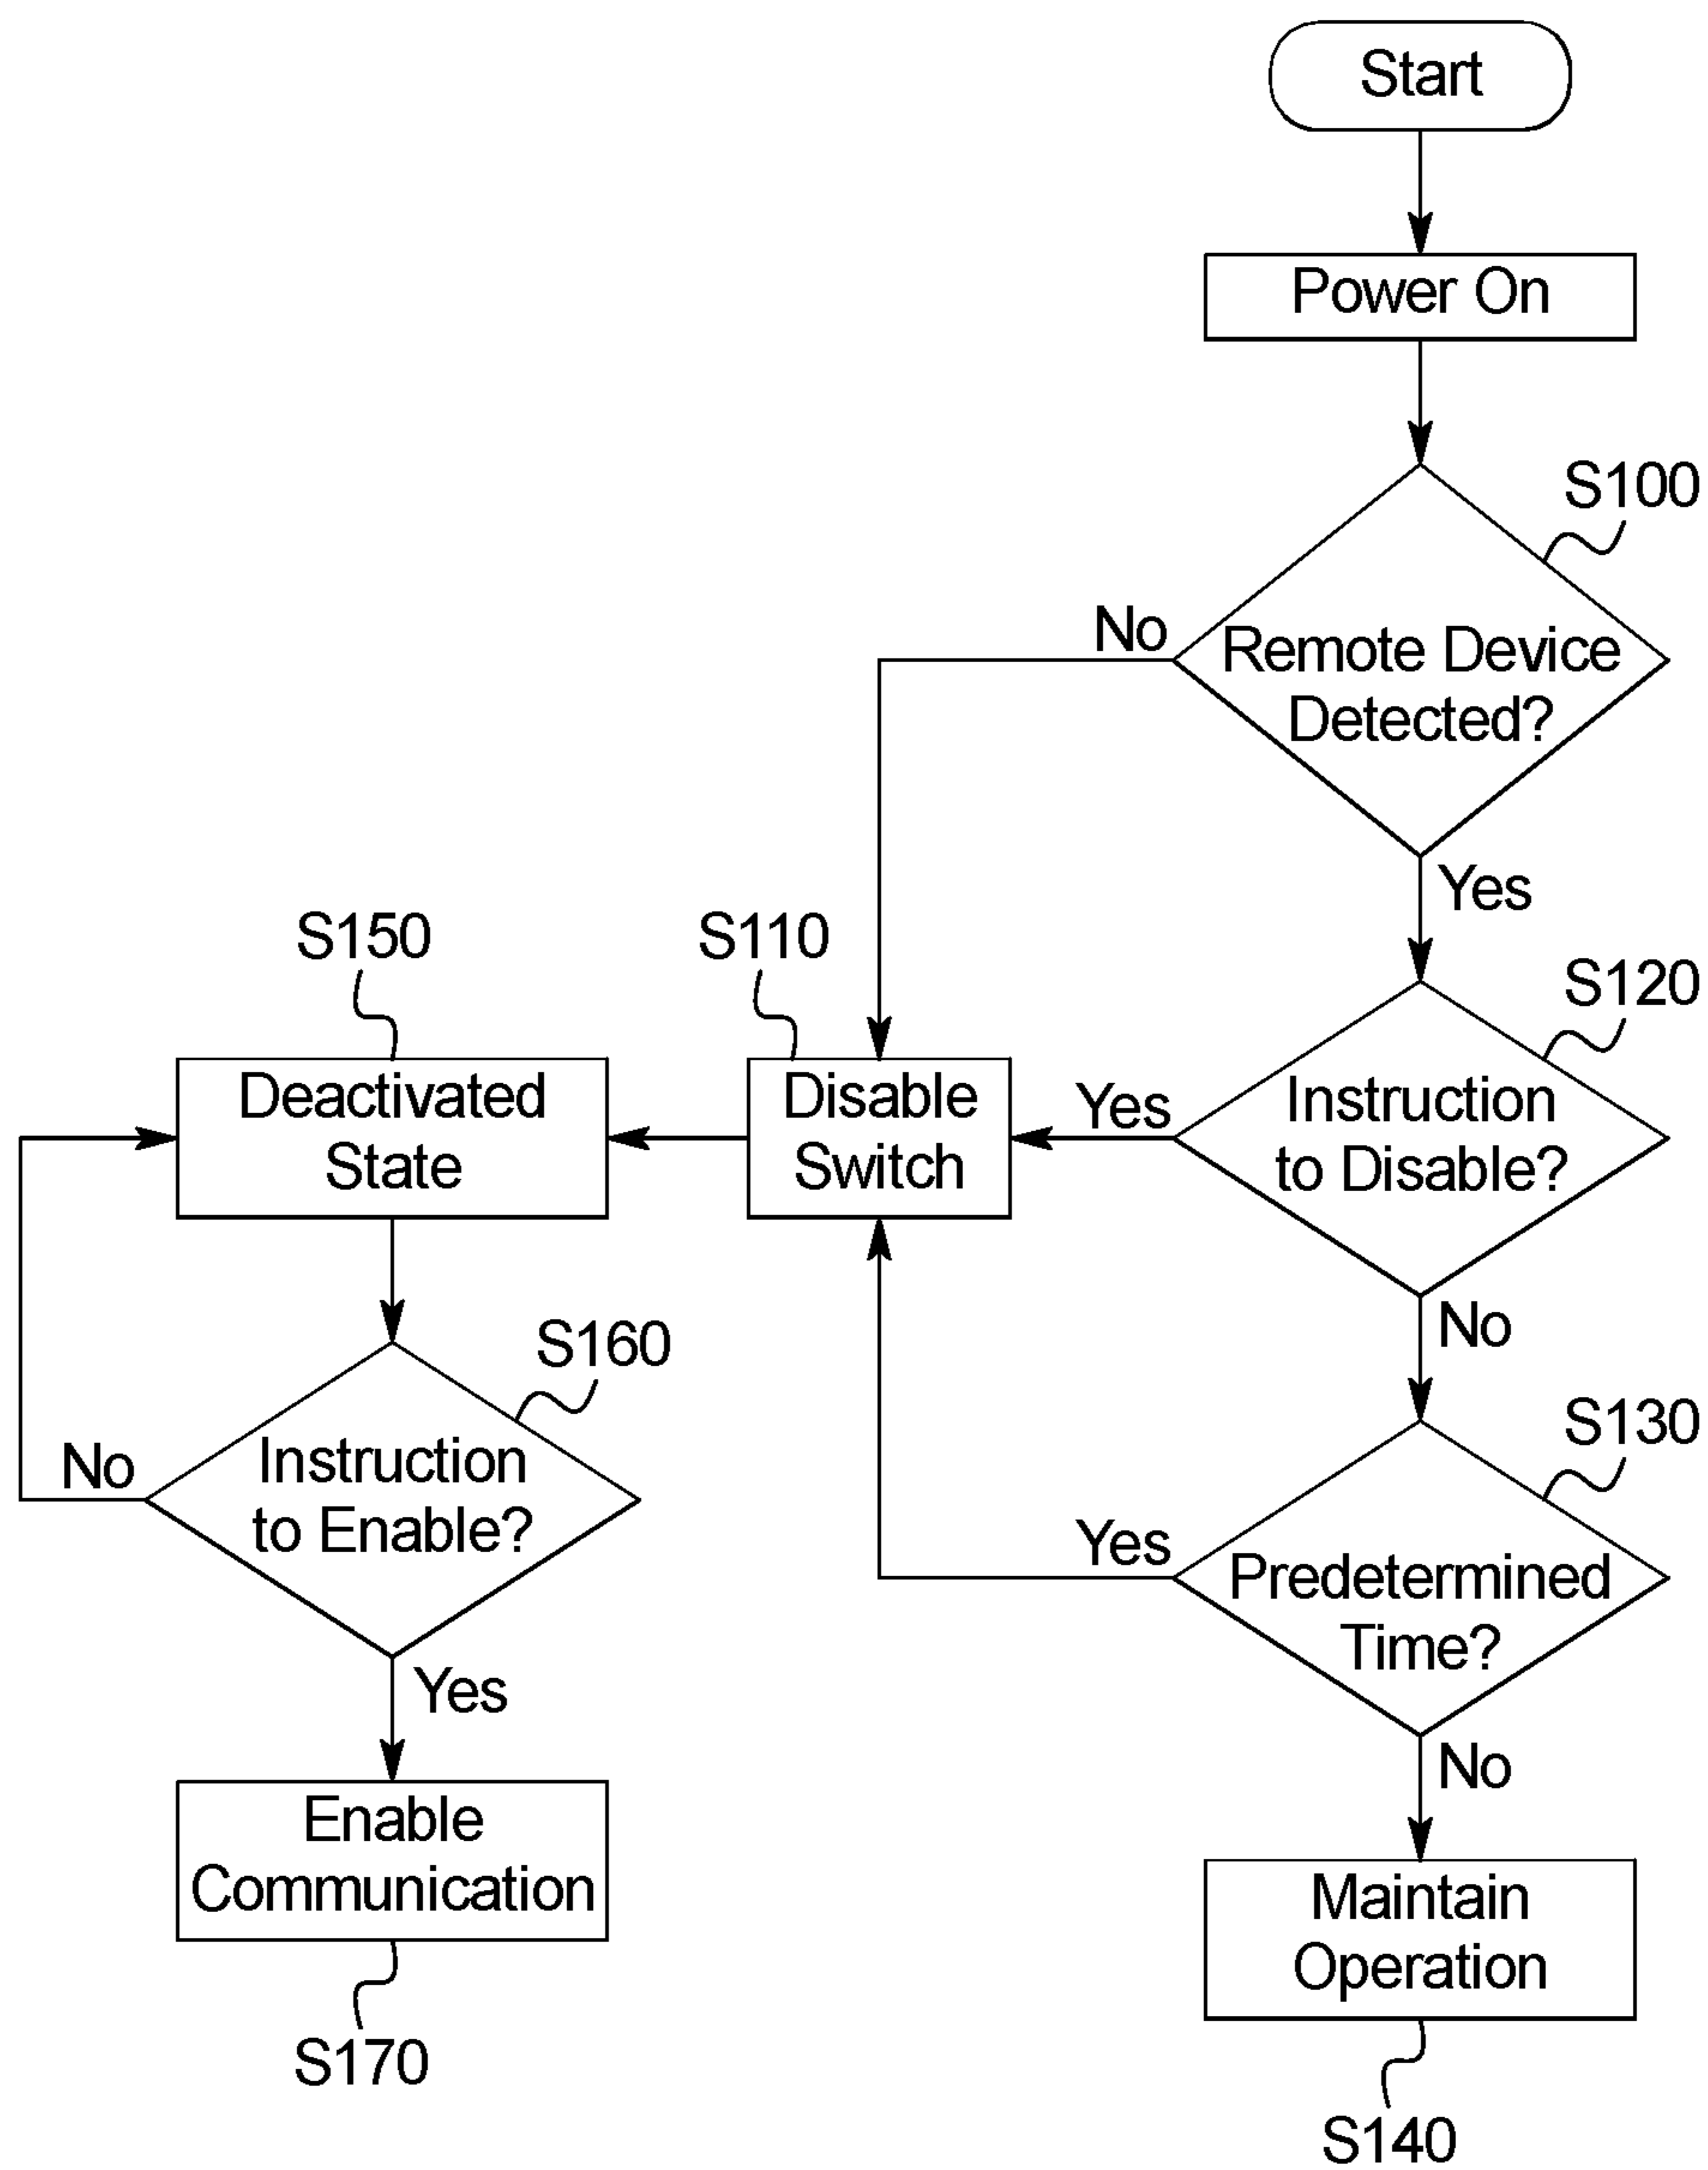 Start
Power On
S100
No
Remote Device
Detected?
Yes
S150
S110
S120
Deactivated
State
Disable
Switch
Yes
Instruction
to Disable?
No
S160
S130
No
Instruction
to Enable?
Yes
Predetermined
Time?
Yes
No
Enable
Communication
Maintain
Operation
S170
S140